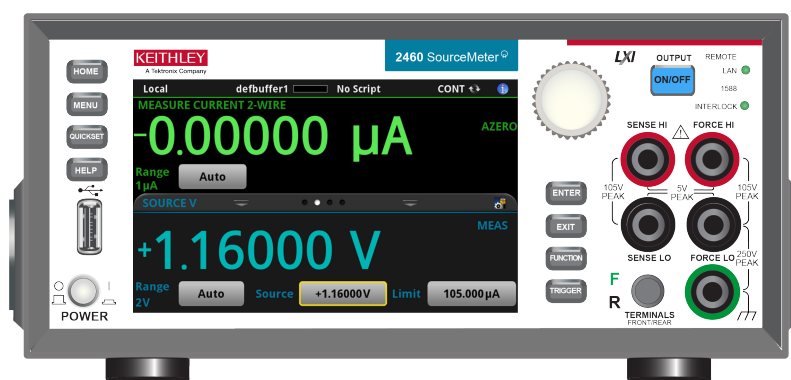 KEITHLEY
A Tektronix Company
2460 SourceMeter
LXI
OUTPUT
ON/OFF
REMOTE
LAN
1588
INTERLOCK
HOME
MENU
QUICKSET
HELP
POWER
Local defbuffer1 No Script CONT
MEASURE CURRENT 2-WIRE
-0.00000 µA
AZERO
Range
1µA
Auto
SOURCE V
+1.16000 V
MEAS
Range
2V
Auto
Source
+1.16000V
Limit
105.000µA
ENTER
EXIT
FUNCTION
TRIGGER
SENSE HI FORCE HI
105V
PEAK
5V
PEAK
105V
PEAK
SENSE LO FORCE LO
250V
PEAK
F
R
TERMINALS
FRONT/REAR